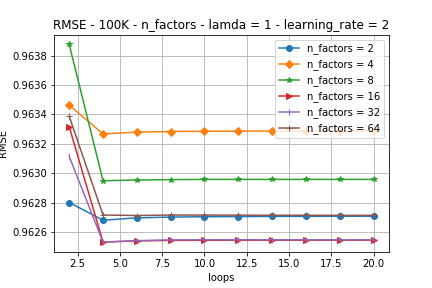 RMSE - 100K - n_factors - lamda = 1 - learning_rate = 2
RMSE
0.9638
0.9636
0.9634
0.9632
0.9630
0.9628
0.9626
n_factors = 2
n_factors = 4
n_factors = 8
n_factors = 16
n_factors = 32
n_factors = 64
2.5 5.0 7.5 10.0 12.5 15.0 17.5 20.0
loops